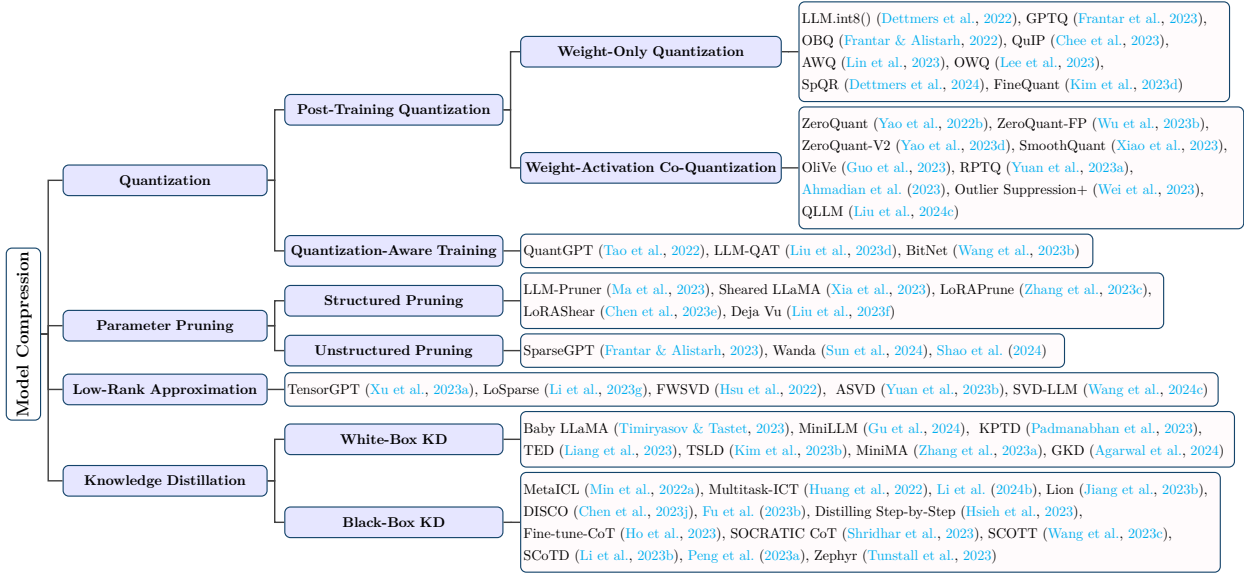 Model Compression
Quantization
Post-Training Quantization
Weight-Only Quantization
LLM.int8() (Dettmers et al., 2022), GPTQ (Frantar et al., 2023),
OBQ (Frantar & Alistarh, 2022), QuIP (Chee et al., 2023),
AWQ (Lin et al., 2023), OWQ (Lee et al., 2023),
SpQR (Dettmers et al., 2024), FineQuant (Kim et al., 2023d)
Weight-Activation Co-Quantization
ZeroQuant (Yao et al., 2022b), ZeroQuant-FP (Wu et al., 2023b),
ZeroQuant-V2 (Yao et al., 2023d), SmoothQuant (Xiao et al., 2023),
OliVe (Guo et al., 2023), RPTQ (Yuan et al., 2023a),
Ahmadian et al. (2023), Outlier Suppression+ (Wei et al., 2023),
QLLM (Liu et al., 2024c)
Quantization-Aware Training
QuantGPT (Tao et al., 2022), LLM-QAT (Liu et al., 2023d), BitNet (Wang et al., 2023b)
Parameter Pruning
Structured Pruning
LLM-Pruner (Ma et al., 2023), Sheared LLaMA (Xia et al., 2023), LoRAPrune (Zhang et al., 2023c),
LoRAShear (Chen et al., 2023e), Deja Vu (Liu et al., 2023f)
Unstructured Pruning
SparseGPT (Frantar & Alistarh, 2023), Wanda (Sun et al., 2024), Shao et al. (2024)
Low-Rank Approximation
TensorGPT (Xu et al., 2023a), LoSparse (Li et al., 2023g), FWSVD (Hsu et al., 2022), ASVD (Yuan et al., 2023b), SVD-LLM (Wang et al., 2024c)
Knowledge Distillation
White-Box KD
Baby LLaMA (Timiryasov & Tastet, 2023), MiniLLM (Gu et al., 2024), KPTD (Padmanabhan et al., 2023),
TED (Liang et al., 2023), TSLD (Kim et al., 2023b), MiniMA (Zhang et al., 2023a), GKD (Agarwal et al., 2024)
Black-Box KD
MetaICL (Min et al., 2022a), Multitask-ICT (Huang et al., 2022), Li et al. (2024b), Lion (Jiang et al., 2023b),
DISCO (Chen et al., 2023j), Fu et al. (2023b), Distilling Step-by-Step (Hsieh et al., 2023),
Fine-tune-CoT (Ho et al., 2023), SOCRATIC CoT (Shridhar et al., 2023), SCOTT (Wang et al., 2023c),
SCoTD (Li et al., 2023b), Peng et al. (2023a), Zephyr (Tunstall et al., 2023)